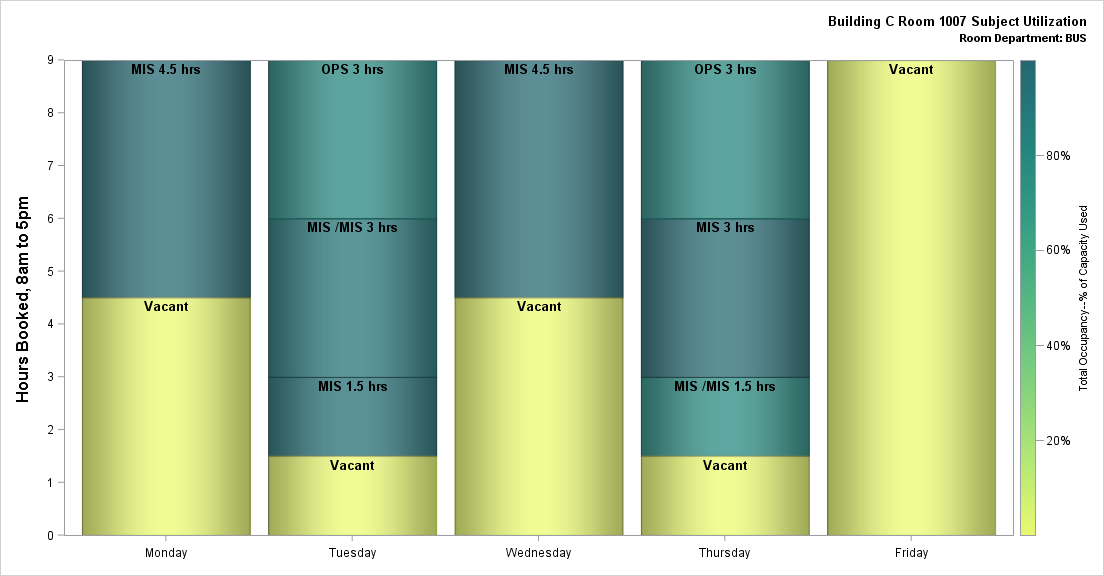 Building C Room 1007 Subject Utilization
Room Department: BUS
Hours Booked, 8am to 5pm
9
8
7
6
5
4
3
2
1
0
MIS 4.5 hrs
Vacant
OPS 3 hrs
MIS /MIS 3 hrs
MIS 1.5 hrs
Vacant
MIS 4.5 hrs
Vacant
OPS 3 hrs
MIS 3 hrs
MIS /MIS 1.5 hrs
Vacant
Vacant
Monday
Tuesday
Wednesday
Thursday
Friday
80%
60%
40%
20%
Total Occupancy--% of Capacity Used